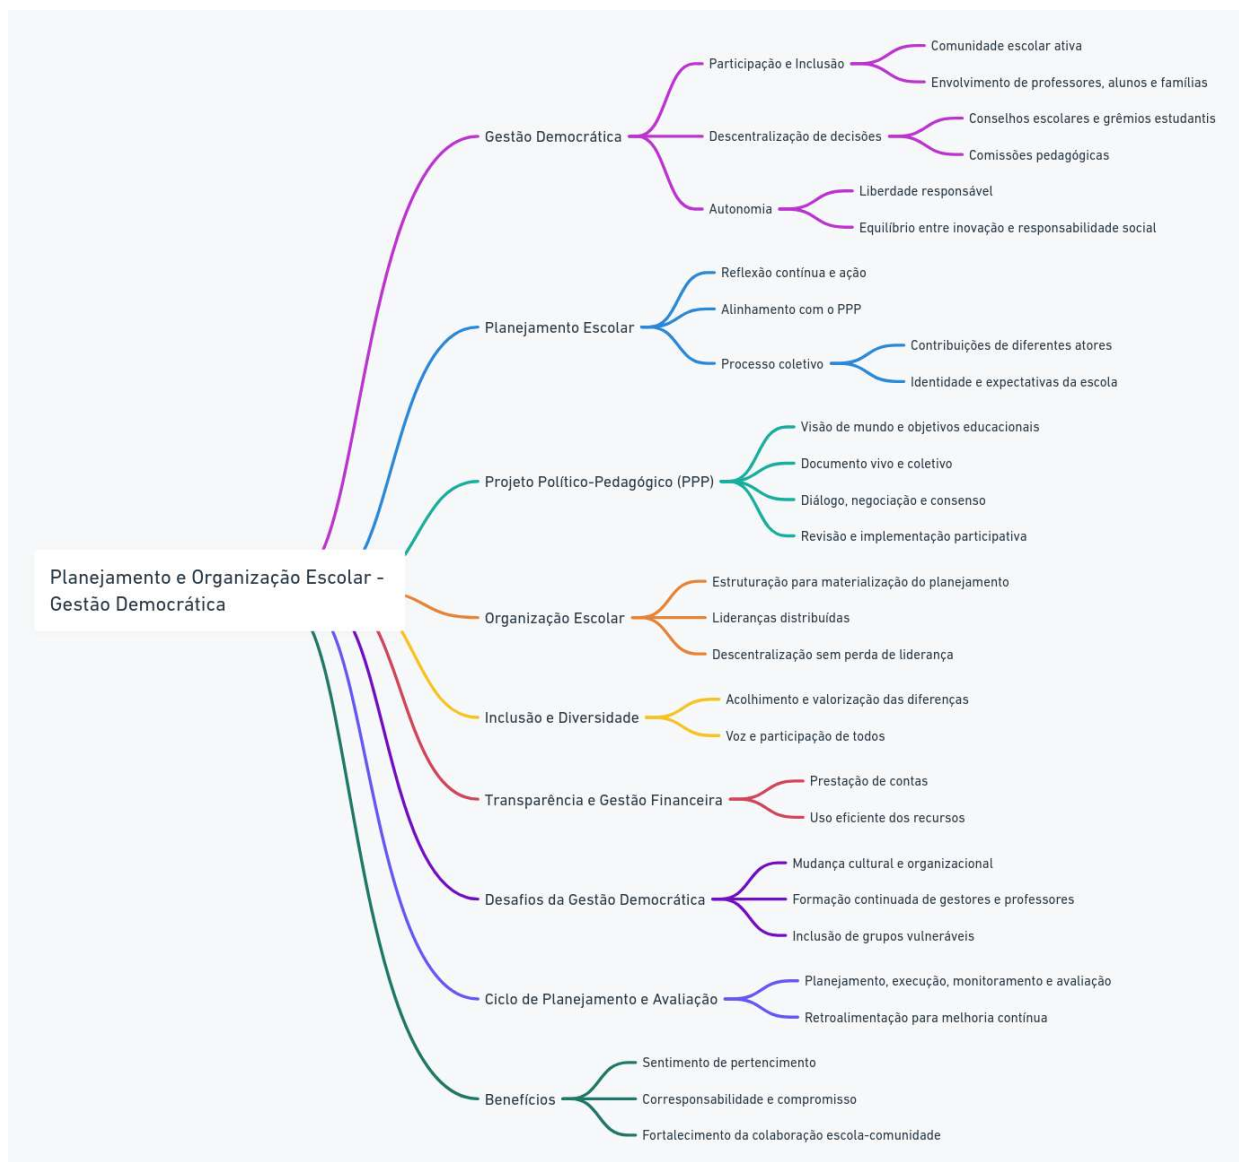 Planejamento e Organização Escolar -
Gestão Democrática
Gestão Democrática
Participação e Inclusão
Comunidade escolar ativa
Envolvimento de professores, alunos e famílias
Descentralização de decisões
Conselhos escolares e grêmios estudantis
Comissões pedagógicas
Autonomia
Liberdade responsável
Equilíbrio entre inovação e responsabilidade social
Planejamento Escolar
Reflexão contínua e ação
Alinhamento com o PPP
Processo coletivo
Contribuições de diferentes atores
Identidade e expectativas da escola
Projeto Político-Pedagógico (PPP)
Visão de mundo e objetivos educacionais
Documento vivo e coletivo
Diálogo, negociação e consenso
Revisão e implementação participativa
Organização Escolar
Estruturação para materialização do planejamento
Lideranças distribuídas
Descentralização sem perda de liderança
Inclusão e Diversidade
Acolhimento e valorização das diferenças
Voz e participação de todos
Transparência e Gestão Financeira
Prestação de contas
Uso eficiente dos recursos
Desafios da Gestão Democrática
Mudança cultural e organizacional
Formação continuada de gestores e professores
Inclusão de grupos vulneráveis
Ciclo de Planejamento e Avaliação
Planejamento, execução, monitoramento e avaliação
Retroalimentação para melhoria contínua
Benefícios
Sentimento de pertencimento
Corresponsabilidade e compromisso
Fortalecimento da colaboração escola-comunidade